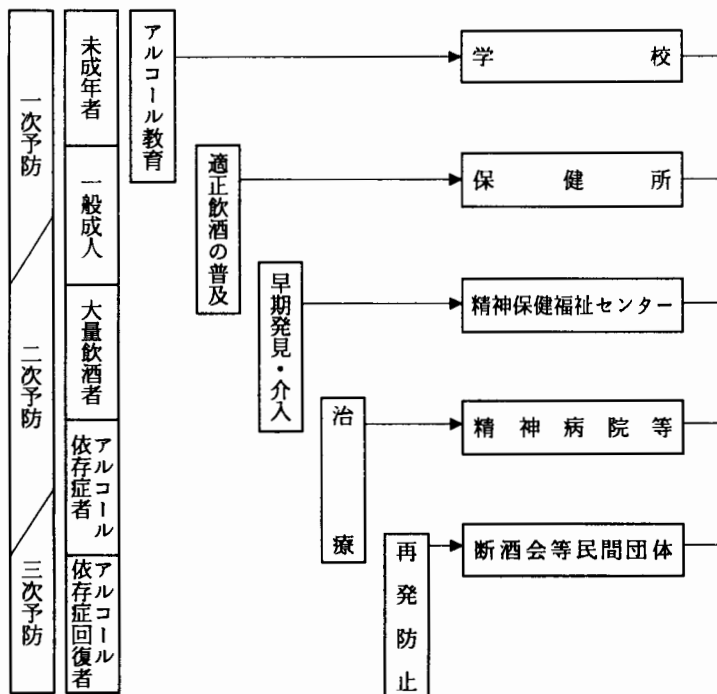 一次予防
二次予防
三次予防
未成年者
一般成人
大量飲酒者
アルコール
依存症者
アルコール
依存症回復者
アルコール教育
適正飲酒の普及
早期発見・介入
治療
再発防止
学校
保健所
精神保健福祉センター
精神病院等
断酒会等民間団体